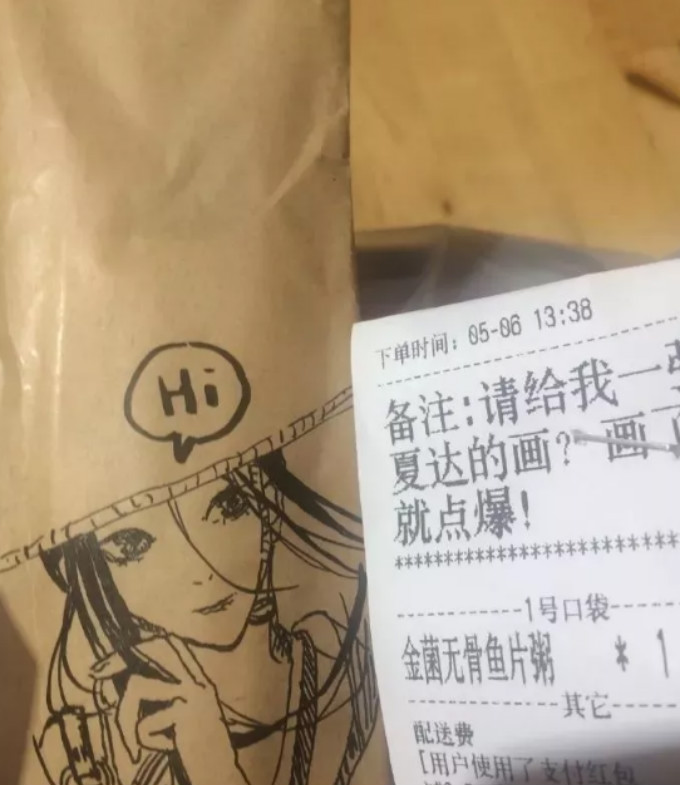 Hi
下单时间: 05-06 13:38
备注:请给我一张
夏达的画? 画
就点爆!
************************
1号口袋
金菌无骨鱼片粥 * 1
其它
配送费
[用户使用了支付红包